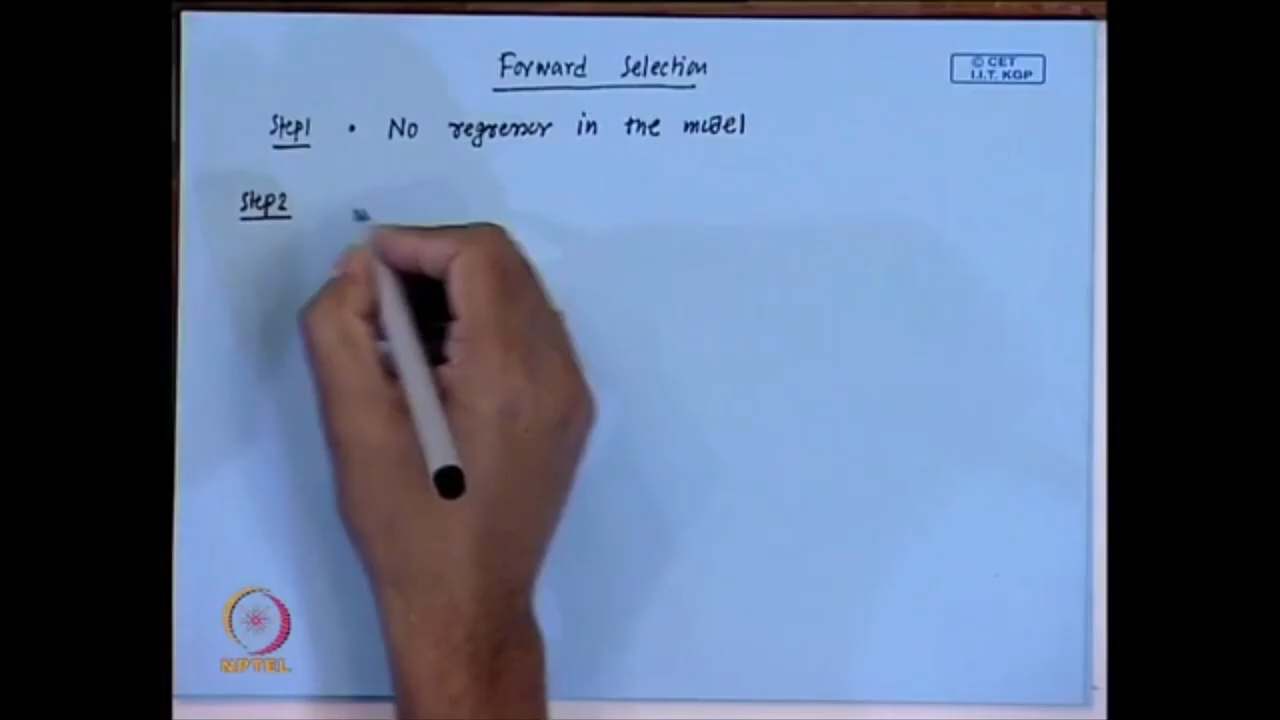 Forward Selection
© CET
I.I.T. KGP
Step1 • No regressor in the model
Step2
NPTEL